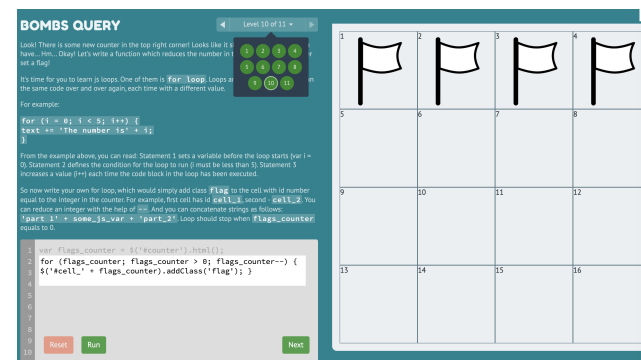 BOMBS QUERY
Level 10 of 11
1 2 3 4
5 6 7 8
9 10 11
Look! There is some new counter in the top right corner! Looks like it s
have... Hm... Okay! Let's write a function which reduces the number in t
set a flag!
It's time for you to learn js loops. One of them is for loop. Loops a
the same code over and over again, each time with a different value.
For example:
for (i = 0; i < 5; i++) {
text += 'The number is' + i;
}
From the example above, you can read: Statement 1 sets a variable before the loop starts (var i =
0). Statement 2 defines the condition for the loop to run (i must be less than 5). Statement 3
increases a value (i++) each time the code block in the loop has been executed.
So now write your own for loop, which would simply add class flag to the cell with id number
equal to the integer in the counter. For example, first cell has id cell_1, second - cell_2. You
can reduce an integer with the help of --. And you can concatenate strings as follows:
'part 1' + some_js_var + 'part_2'. Loop should stop when flags_counter
equals to 0.
1 var flags_counter = $('#counter').html();
2 for (flags_counter; flags_counter > 0; flags_counter--) {
3 $('#cell_' + flags_counter).addClass('flag'); }
4
5
6
7
8
9
10
Reset Run Next
1 2 3 4
5 6 7 8
9 10 11 12
13 14 15 16